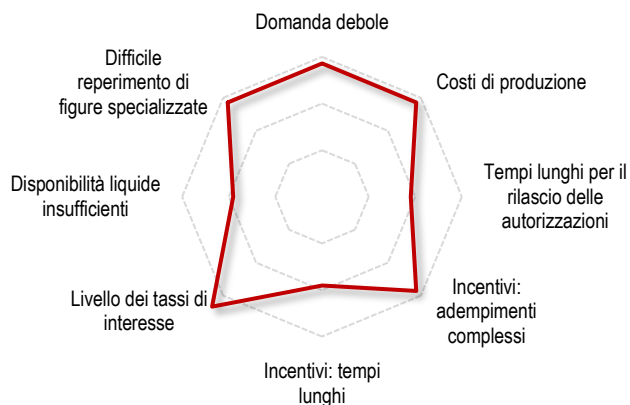 Domanda debole
Difficile
reperimento di
figure specializzate
Costi di produzione
Disponibilità liquide
insufficienti
Tempi lunghi per il
rilascio delle
autorizzazioni
Livello dei tassi di
interesse
Incentivi:
adempimenti
complessi
Incentivi: tempi
lunghi